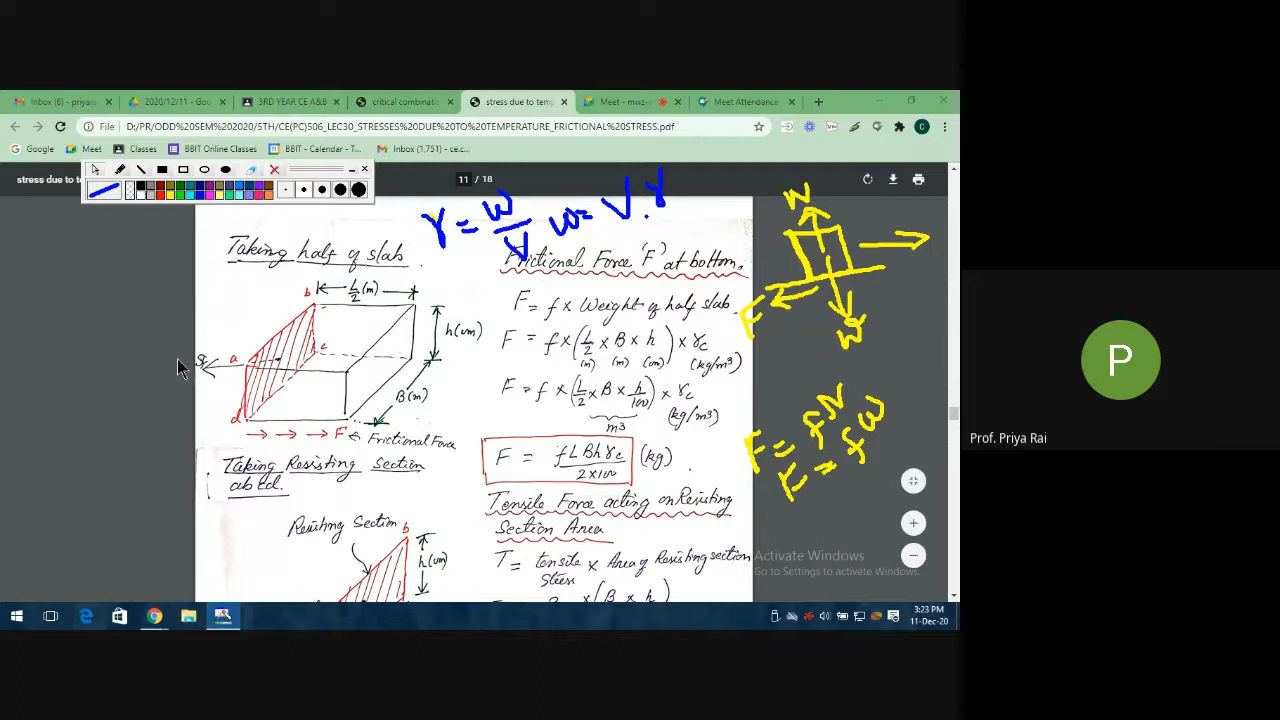 Inbox (6) - priyara
2020/12/11 - Goo
3RD YEAR CE A&B
critical combinatio
stress due to temp
Meet - mwz-
Meet Attendance
File D:/PR/ODD%20SEM%202020/5TH/CE(PC)506_LEC30_STRESSES%20DUE%20TO%20TEMPERATURE_FRICTIONAL%20STRESS.pdf
Google Meet Classes BBIT Online Classes BBIT - Calendar - T... Inbox (1,751) - ce.c...
stress due to te
11 / 18
γ = W/V W = V.γ
Taking half of slab
b L/2 (m)
h(cm)
a c
Sf
B(m)
d
F Frictional Force
Taking Resisting Section
abcd.
Resisting Section b
h(cm)
Frictional Force 'F' at bottom.
F = f × Weight of half slab.
F = f × (L/2 × B × h) × γc
(m) (m) (cm) (kg/m³)
F = f × (L/2 × B × h/100) × γc
m³ (kg/m³)
F = fLBhγc/2×100 (kg)
Tensile Force acting on Resisting
Section Area
T = tensile stress × Area of Resisting section
× (B × h)
N
F
W
F = fN
F = fW
Activate Windows
Go to Settings to activate Windows.
P
Prof. Priya Rai
3:23 PM
11-Dec-20